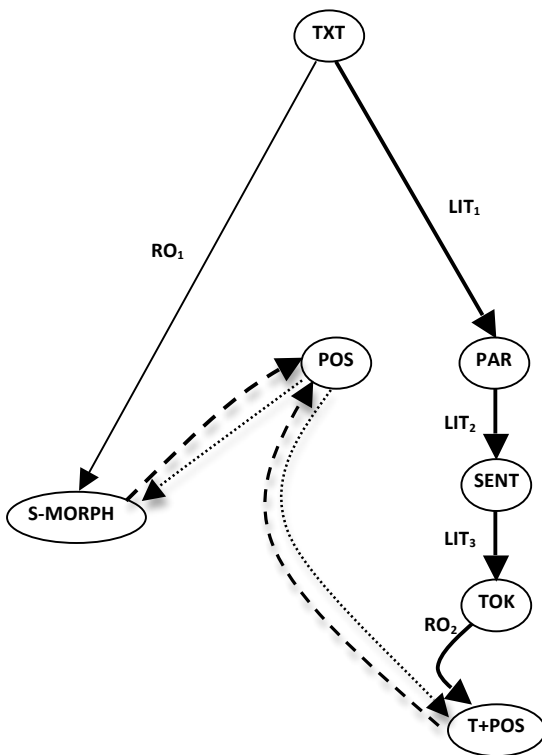 TXT
LIT₁
RO₁
POS
PAR
LIT₂
SENT
S-MORPH
LIT₃
TOK
RO₂
T+POS